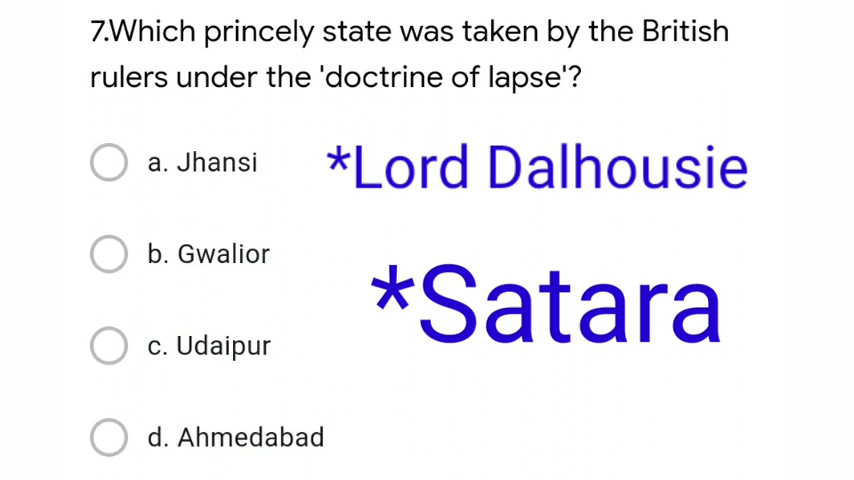 7.Which princely state was taken by the British
rulers under the 'doctrine of lapse'?
a. Jhansi
*Lord Dalhousie
b. Gwalior
*Satara
c. Udaipur
d. Ahmedabad